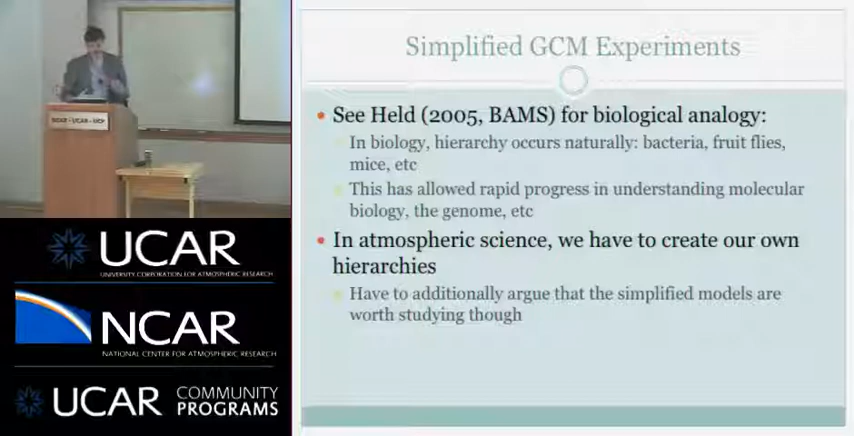 Simplified GCM Experiments
See Held (2005, BAMS) for biological analogy:
In biology, hierarchy occurs naturally: bacteria, fruit flies,
mice, etc
This has allowed rapid progress in understanding molecular
biology, the genome, etc
In atmospheric science, we have to create our own
hierarchies
Have to additionally argue that the simplified models are
worth studying though
NCAR - UCAR - UCP
UCAR
UNIVERSITY CORPORATION FOR ATMOSPHERIC RESEARCH
NCAR
NATIONAL CENTER FOR ATMOSPHERIC RESEARCH
UCAR COMMUNITY
PROGRAMS